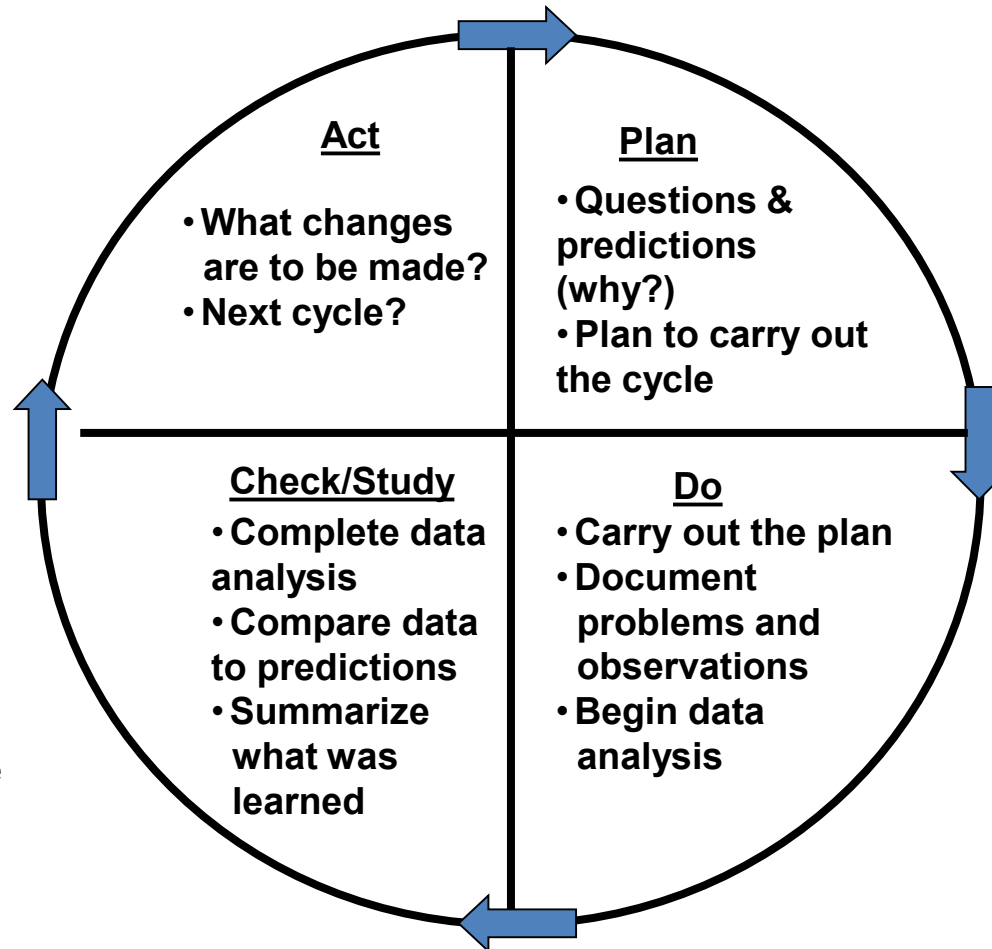 Act
• What changes
are to be made?
• Next cycle?
Plan
• Questions &
predictions
(why?)
• Plan to carry out
the cycle
Check/Study
• Complete data
analysis
• Compare data
to predictions
• Summarize
what was
learned
Do
• Carry out the plan
• Document
problems and
observations
• Begin data
analysis